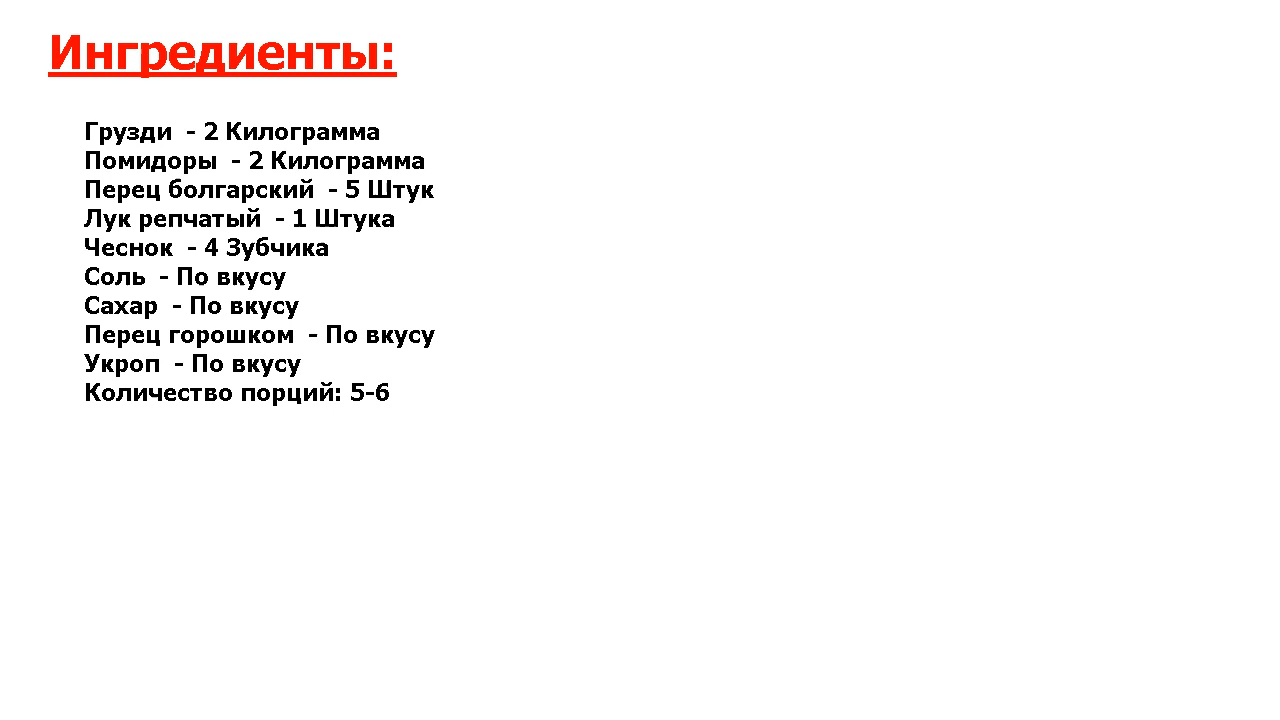 Ингредиенты:
Грузди  - 2 Килограмма
Помидоры  - 2 Килограмма
Перец болгарский  - 5 Штук
Лук репчатый  - 1 Штука
Чеснок  - 4 Зубчика
Соль  - По вкусу
Сахар  - По вкусу
Перец горошком  - По вкусу
Укроп  - По вкусу
Количество порций: 5-6